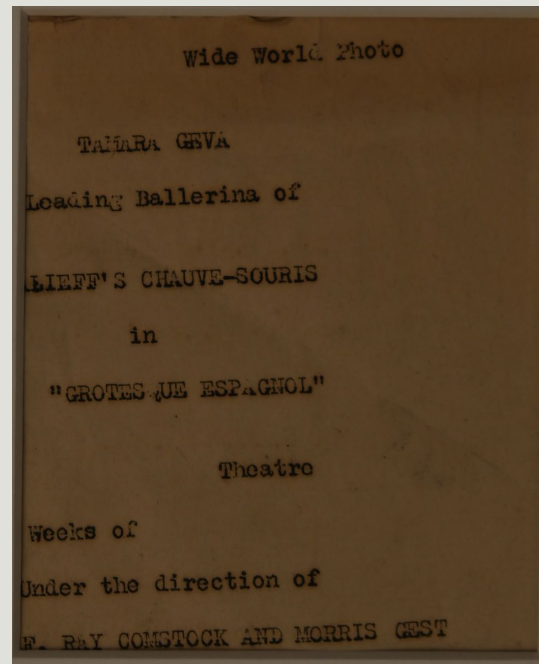 Wide World Photo
TAMARA GEVA
Leading Ballerina of
LIEFF'S CHAUVE-SOURIS
in
"GROTESQUE ESPAGNOL"
Theatre
Weeks of
Under the direction of
F. RAY COMSTOCK AND MORRIS GEST